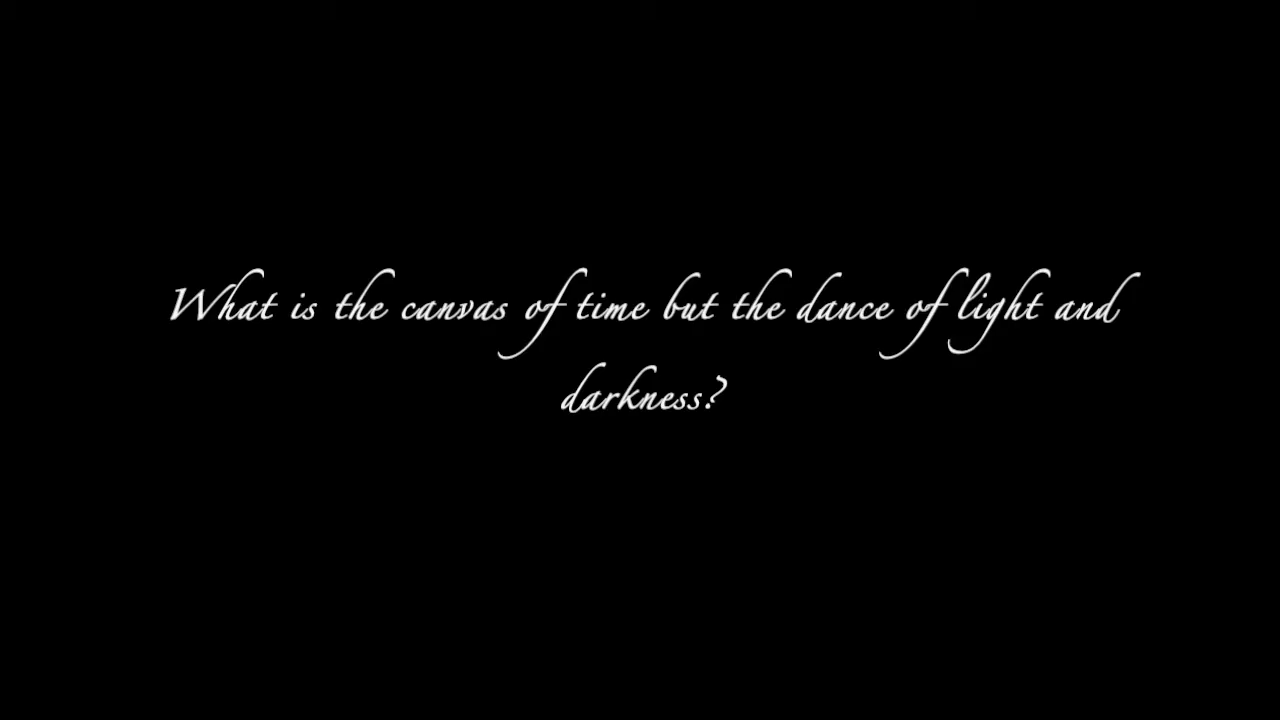 What is the canvas of time but the dance of light and
darkness?